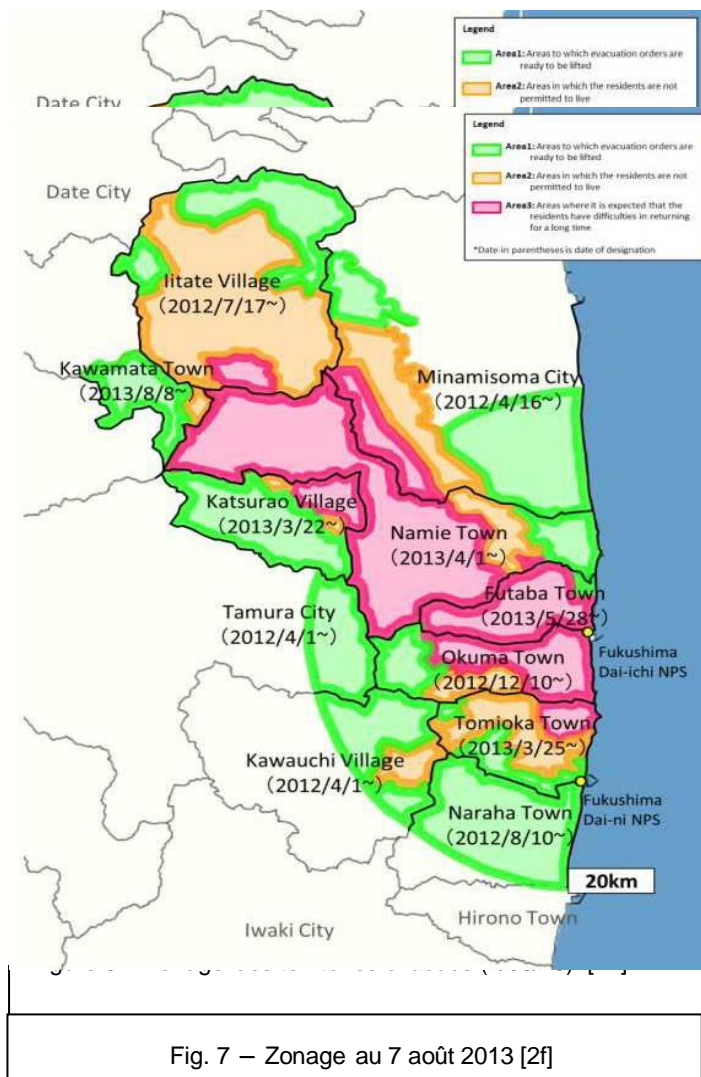 Legend
Area1: Areas to which evacuation orders are
ready to be lifted
Area2: Areas in which the residents are not
permitted to live
Date City
Legend
Area1: Areas to which evacuation orders are
ready to be lifted
Area2: Areas in which the residents are not
permitted to live
Area3: Areas where it is expected that the
residents have difficulties in returning
for a long time
*Date in parentheses is date of designation
Date City
Iitate Village
(2012/7/17~)
Kawamata Town
(2013/8/8~)
Minamisoma City
(2012/4/16~)
Katsurao Village
(2013/3/22~)
Namie Town
(2013/4/1~)
Futaba Town
(2013/5/28~)
Tamura City
(2012/4/1~)
Okuma Town
(2012/12/10~)
Fukushima
Dai-ichi NPS
Tomioka Town
(2013/3/25~)
Kawauchi Village
(2012/4/1~)
Fukushima
Dai-ni NPS
Naraha Town
(2012/8/10~)
20km
Hirono Town
Iwaki City
Fig. 7 – Zonage au 7 août 2013 [2f]